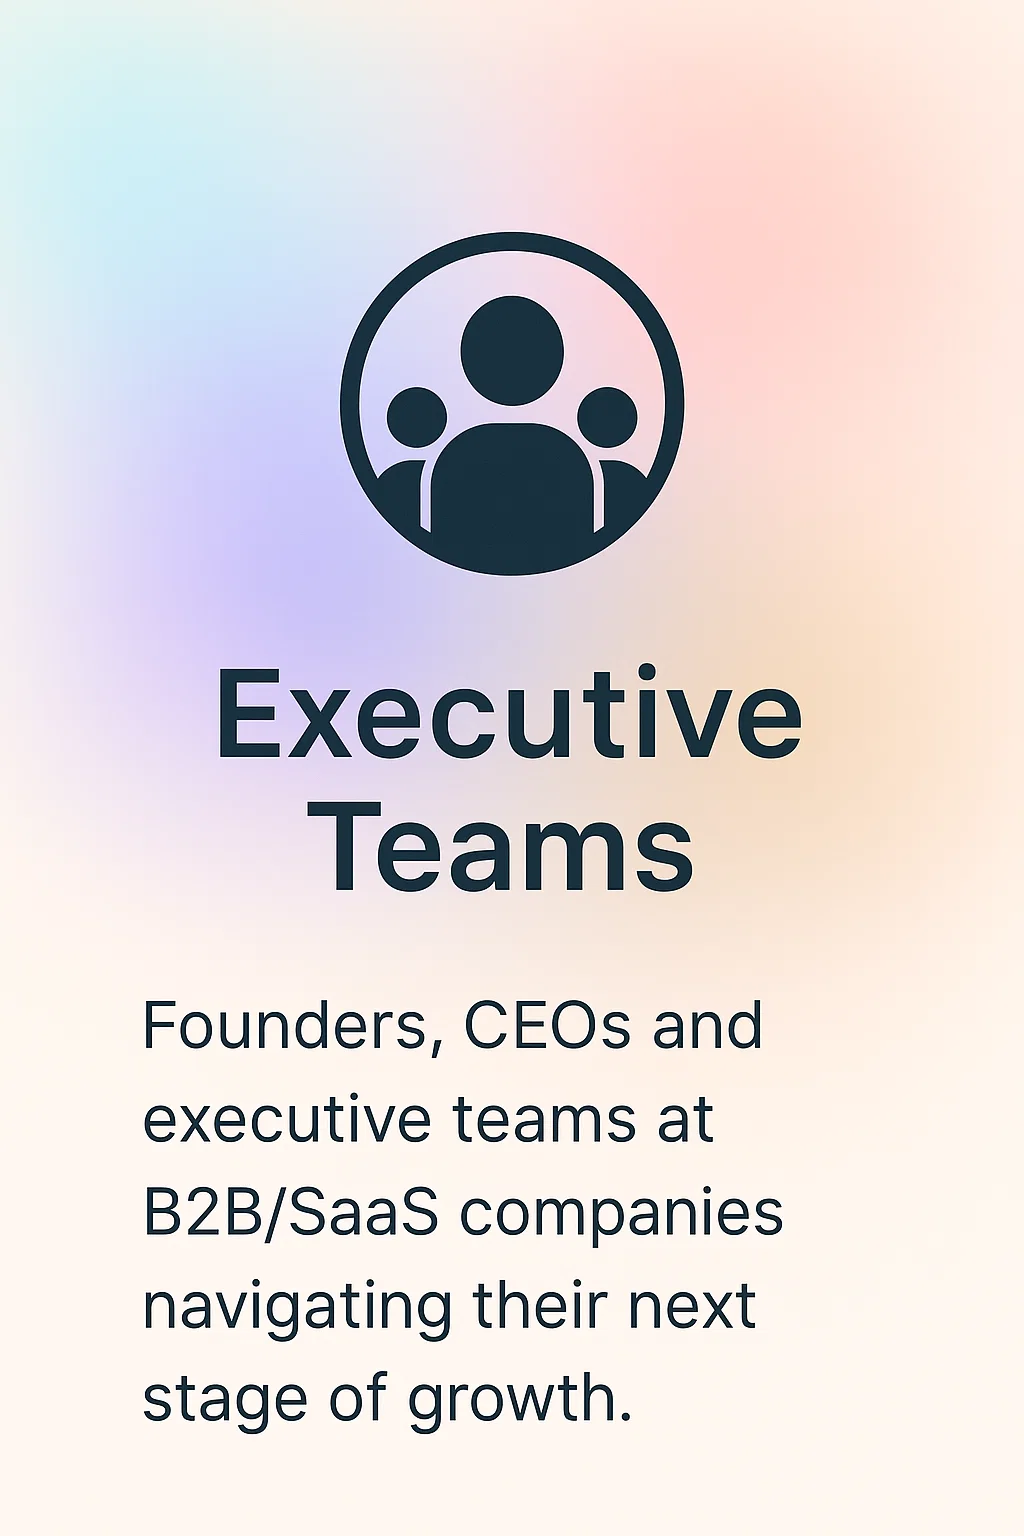 Executive
Teams
Founders, CEOs and
executive teams at
B2B/SaaS companies
navigating their next
stage of growth.